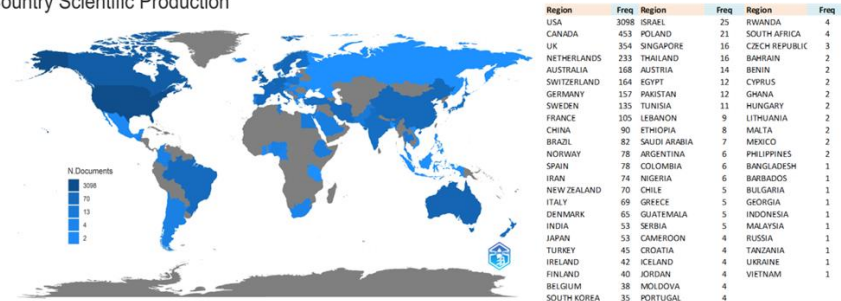 ountry Scientific Production
N.Documents
3098
70
13
4
2
Region Freq Region Freq Region Freq
USA 3098 ISRAEL 25 RWANDA 4
CANADA 453 POLAND 21 SOUTH AFRICA 4
UK 354 SINGAPORE 16 CZECH REPUBLIC 3
NETHERLANDS 233 THAILAND 16 BAHRAIN 2
AUSTRALIA 168 AUSTRIA 14 BENIN 2
SWITZERLAND 164 EGYPT 12 CYPRUS 2
GERMANY 157 PAKISTAN 12 GHANA 2
SWEDEN 135 TUNISIA 11 HUNGARY 2
FRANCE 105 LEBANON 9 LITHUANIA 2
CHINA 90 ETHIOPIA 8 MALTA 2
BRAZIL 82 SAUDI ARABIA 7 MEXICO 2
NORWAY 78 ARGENTINA 6 PHILIPPINES 2
SPAIN 78 COLOMBIA 6 BANGLADESH 1
IRAN 74 NIGERIA 6 BARBADOS 1
NEW ZEALAND 70 CHILE 5 BULGARIA 1
ITALY 69 GREECE 5 GEORGIA 1
DENMARK 65 GUATEMALA 5 INDONESIA 1
INDIA 53 SERBIA 5 MALAYSIA 1
JAPAN 53 CAMEROON 4 RUSSIA 1
TURKEY 45 CROATIA 4 TANZANIA 1
IRELAND 42 ICELAND 4 UKRAINE 1
FINLAND 40 JORDAN 4 VIETNAM 1
BELGIUM 38 MOLDOVA 4
SOUTH KOREA 35 PORTUGAL 4